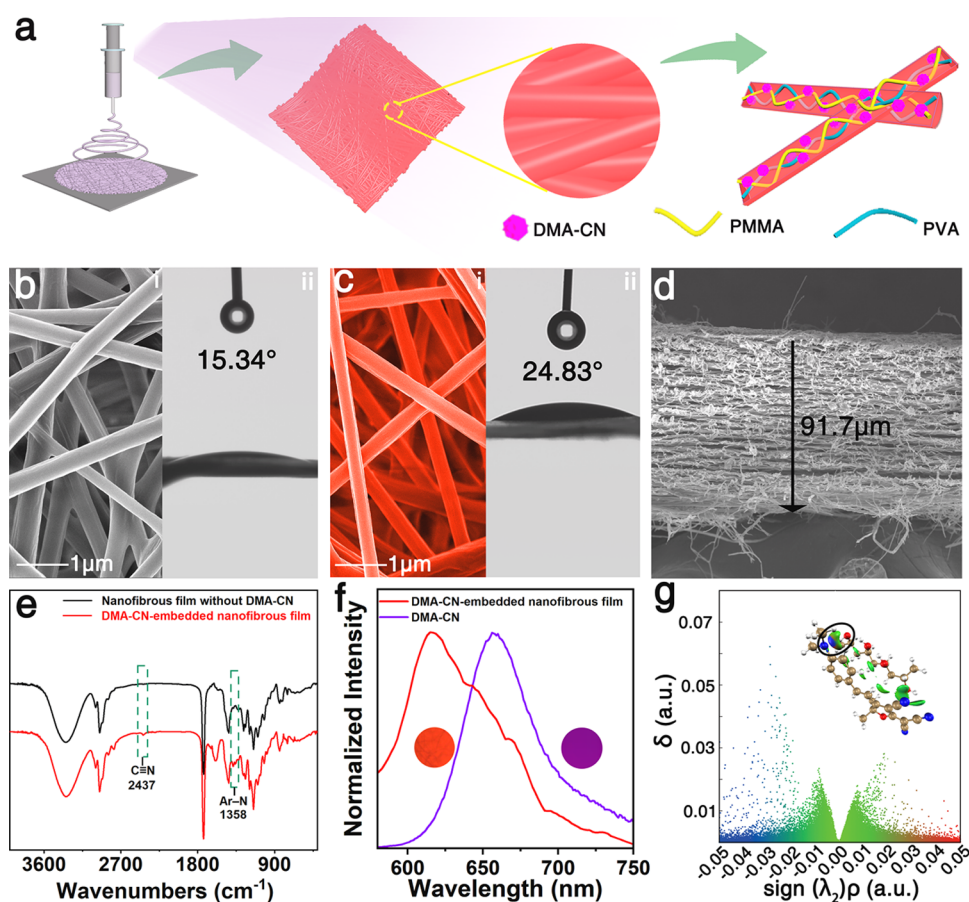 a
DMA-CN
PMMA
PVA
b
i
ii
15.34°
1μm
c
i
ii
24.83°
1μm
d
91.7μm
e
Nanofibrous film without DMA-CN
DMA-CN-embedded nanofibrous film
C≡N
2437
Ar–N
1358
3600 2700 1800 900
Wavenumbers (cm⁻¹)
f
DMA-CN-embedded nanofibrous film
DMA-CN
Normalized Intensity
600 650 700 750
Wavelength (nm)
g
0.07
0.05
0.03
0.01
δ (a.u.)
-0.05 -0.04 -0.03 -0.02 -0.01 0.00 0.01 0.02 0.03 0.04 0.05
sign (λ₂)ρ (a.u.)